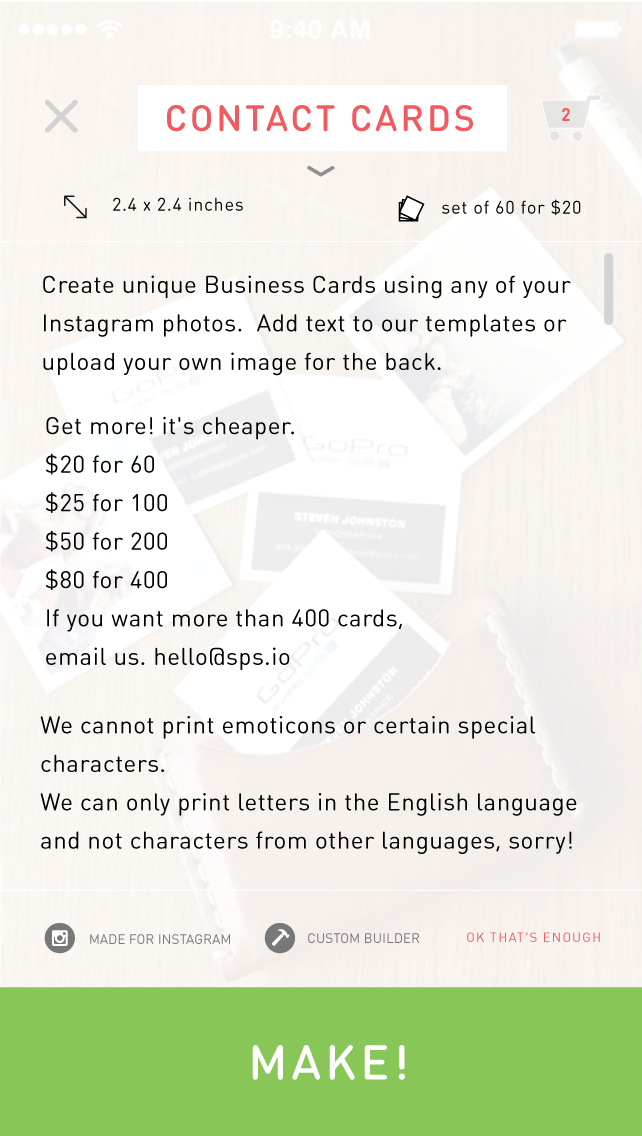 9:40 AM
CONTACT CARDS
2
2.4 x 2.4 inches
set of 60 for $20
Create unique Business Cards using any of your
Instagram photos. Add text to our templates or
upload your own image for the back.
GoPro
Get more! it's cheaper.
$20 for 60
$25 for 100
$50 for 200
$80 for 400
If you want more than 400 cards,
email us. hello@sps.io
GoPro
STEVEN JOHNSTON
GoPro
We cannot print emoticons or certain special
characters.
We can only print letters in the English language
and not characters from other languages, sorry!
MADE FOR INSTAGRAM
CUSTOM BUILDER
OK THAT'S ENOUGH
MAKE!